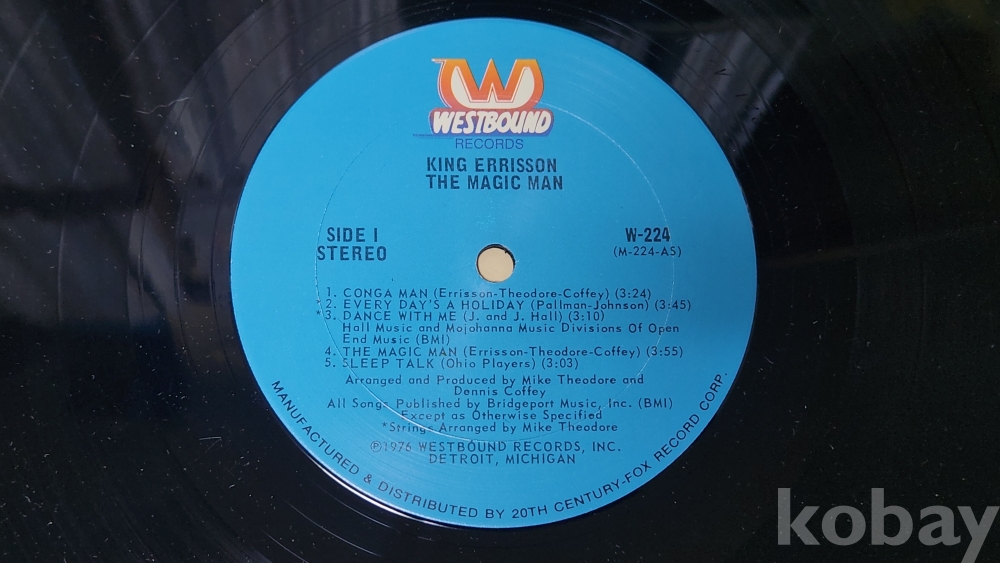 W
WESTBOUND
RECORDS
KING ERRISSON
THE MAGIC MAN
SIDE I
STEREO
W-224
(M-224-AS)
1. CONGA MAN (Errisson-Theodore-Coffey) (3:24)
*2. EVERY DAY'S A HOLIDAY (Pallman-Johnson) (3:45)
*3. DANCE WITH ME (J. and J. Hall) (3:10)
Hall Music and Mojohanna Music Divisions Of Open
End Music (BMI)
4. THE MAGIC MAN (Errisson-Theodore-Coffey) (3:55)
5. SLEEP TALK (Ohio Players) (3:03)
Arranged and Produced by Mike Theodore and
Dennis Coffey
All Songs Published by Bridgeport Music, Inc. (BMI)
Except as Otherwise Specified
*Strings Arranged by Mike Theodore
℗1976 WESTBOUND RECORDS, INC.
DETROIT, MICHIGAN
MANUFACTURED & DISTRIBUTED BY 20TH CENTURY-FOX RECORD CORP.
kobay